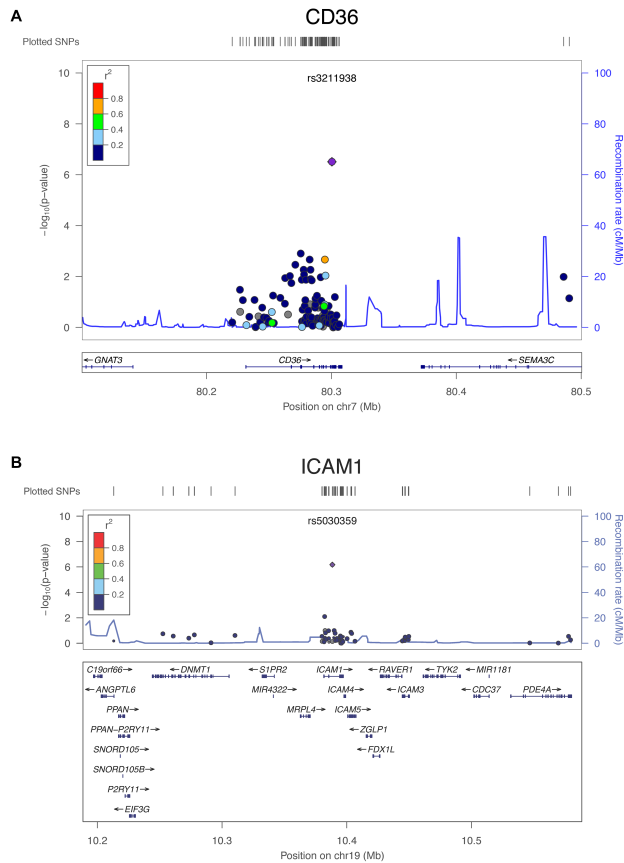 A
CD36
Plotted SNPs
10
8
6
4
2
0
−log10(p−value)
r2
0.8
0.6
0.4
0.2
rs3211938
100
80
60
40
20
0
Recombination rate (cM/Mb)
←GNAT3
CD36→
←SEMA3C
80.2
80.3
80.4
80.5
Position on chr7 (Mb)
B
ICAM1
Plotted SNPs
10
8
6
4
2
0
−log10(p−value)
r2
0.8
0.6
0.4
0.2
rs5030359
100
80
60
40
20
0
Recombination rate (cM/Mb)
C19orf66→
←DNMT1
S1PR2→
ICAM1→
←RAVER1
←TYK2
←MIR1181
←ANGPTL6
MIR4322→
ICAM4→
←ICAM3
←CDC37
PDE4A→
PPAN→
MRPL4→
ICAM5→
PPAN−P2RY11→
←ZGLP1
SNORD105→
←FDX1L
SNORD105B→
P2RY11→
←EIF3G
10.2
10.3
10.4
10.5
Position on chr19 (Mb)